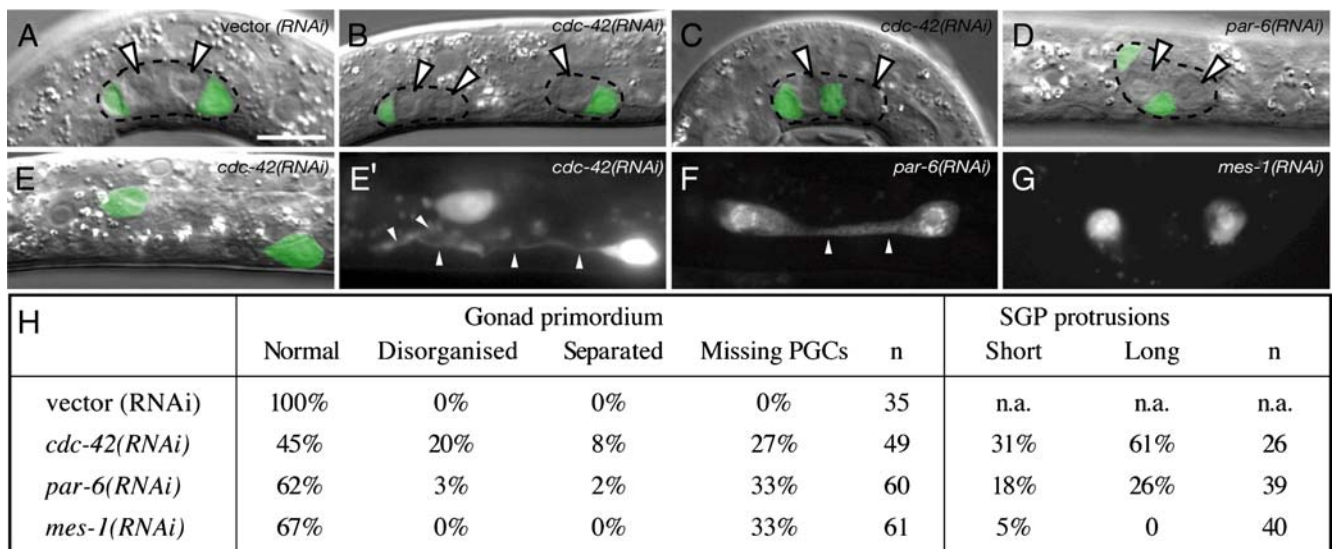 A vector (RNAi)
B cdc-42(RNAi)
C cdc-42(RNAi)
D par-6(RNAi)
E cdc-42(RNAi)
E' cdc-42(RNAi)
F par-6(RNAi)
G mes-1(RNAi)
H Gonad primordium SGP protrusions
Normal Disorganised Separated Missing PGCs n Short Long n
vector (RNAi) 100% 0% 0% 0% 35 n.a. n.a. n.a.
cdc-42(RNAi) 45% 20% 8% 27% 49 31% 61% 26
par-6(RNAi) 62% 3% 2% 33% 60 18% 26% 39
mes-1(RNAi) 67% 0% 0% 33% 61 5% 0 40